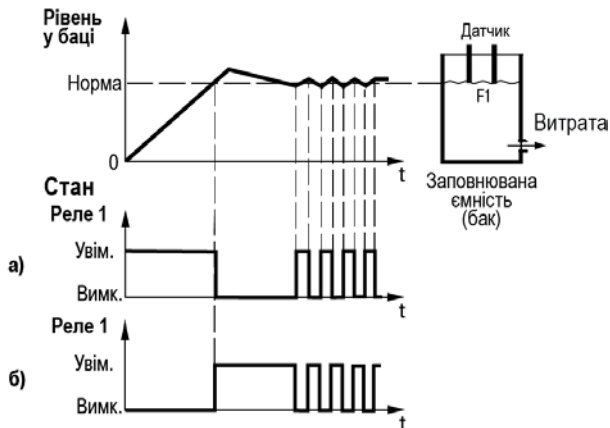 Рівень
у баці
Норма
0
t
Датчик
F1
Витрата
Заповнювана
ємність
(бак)
Стан
Реле 1
а)
Увім.
Вимк.
t
Реле 1
б)
Увім.
Вимк.
t